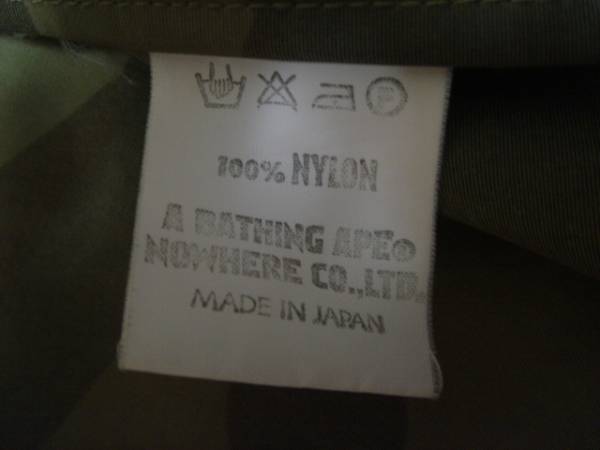 P
100% NYLON
A BATHING APE®
NOWHERE CO.,LTD.
MADE IN JAPAN